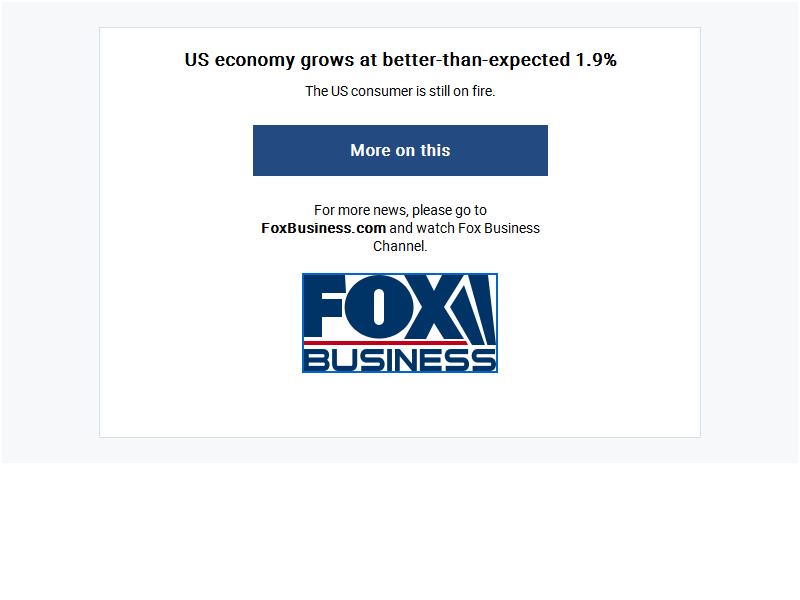 US economy grows at better-than-expected 1.9%
The US consumer is still on fire.
More on this
For more news, please go to
FoxBusiness.com and watch Fox Business
Channel.
FOX
BUSINESS